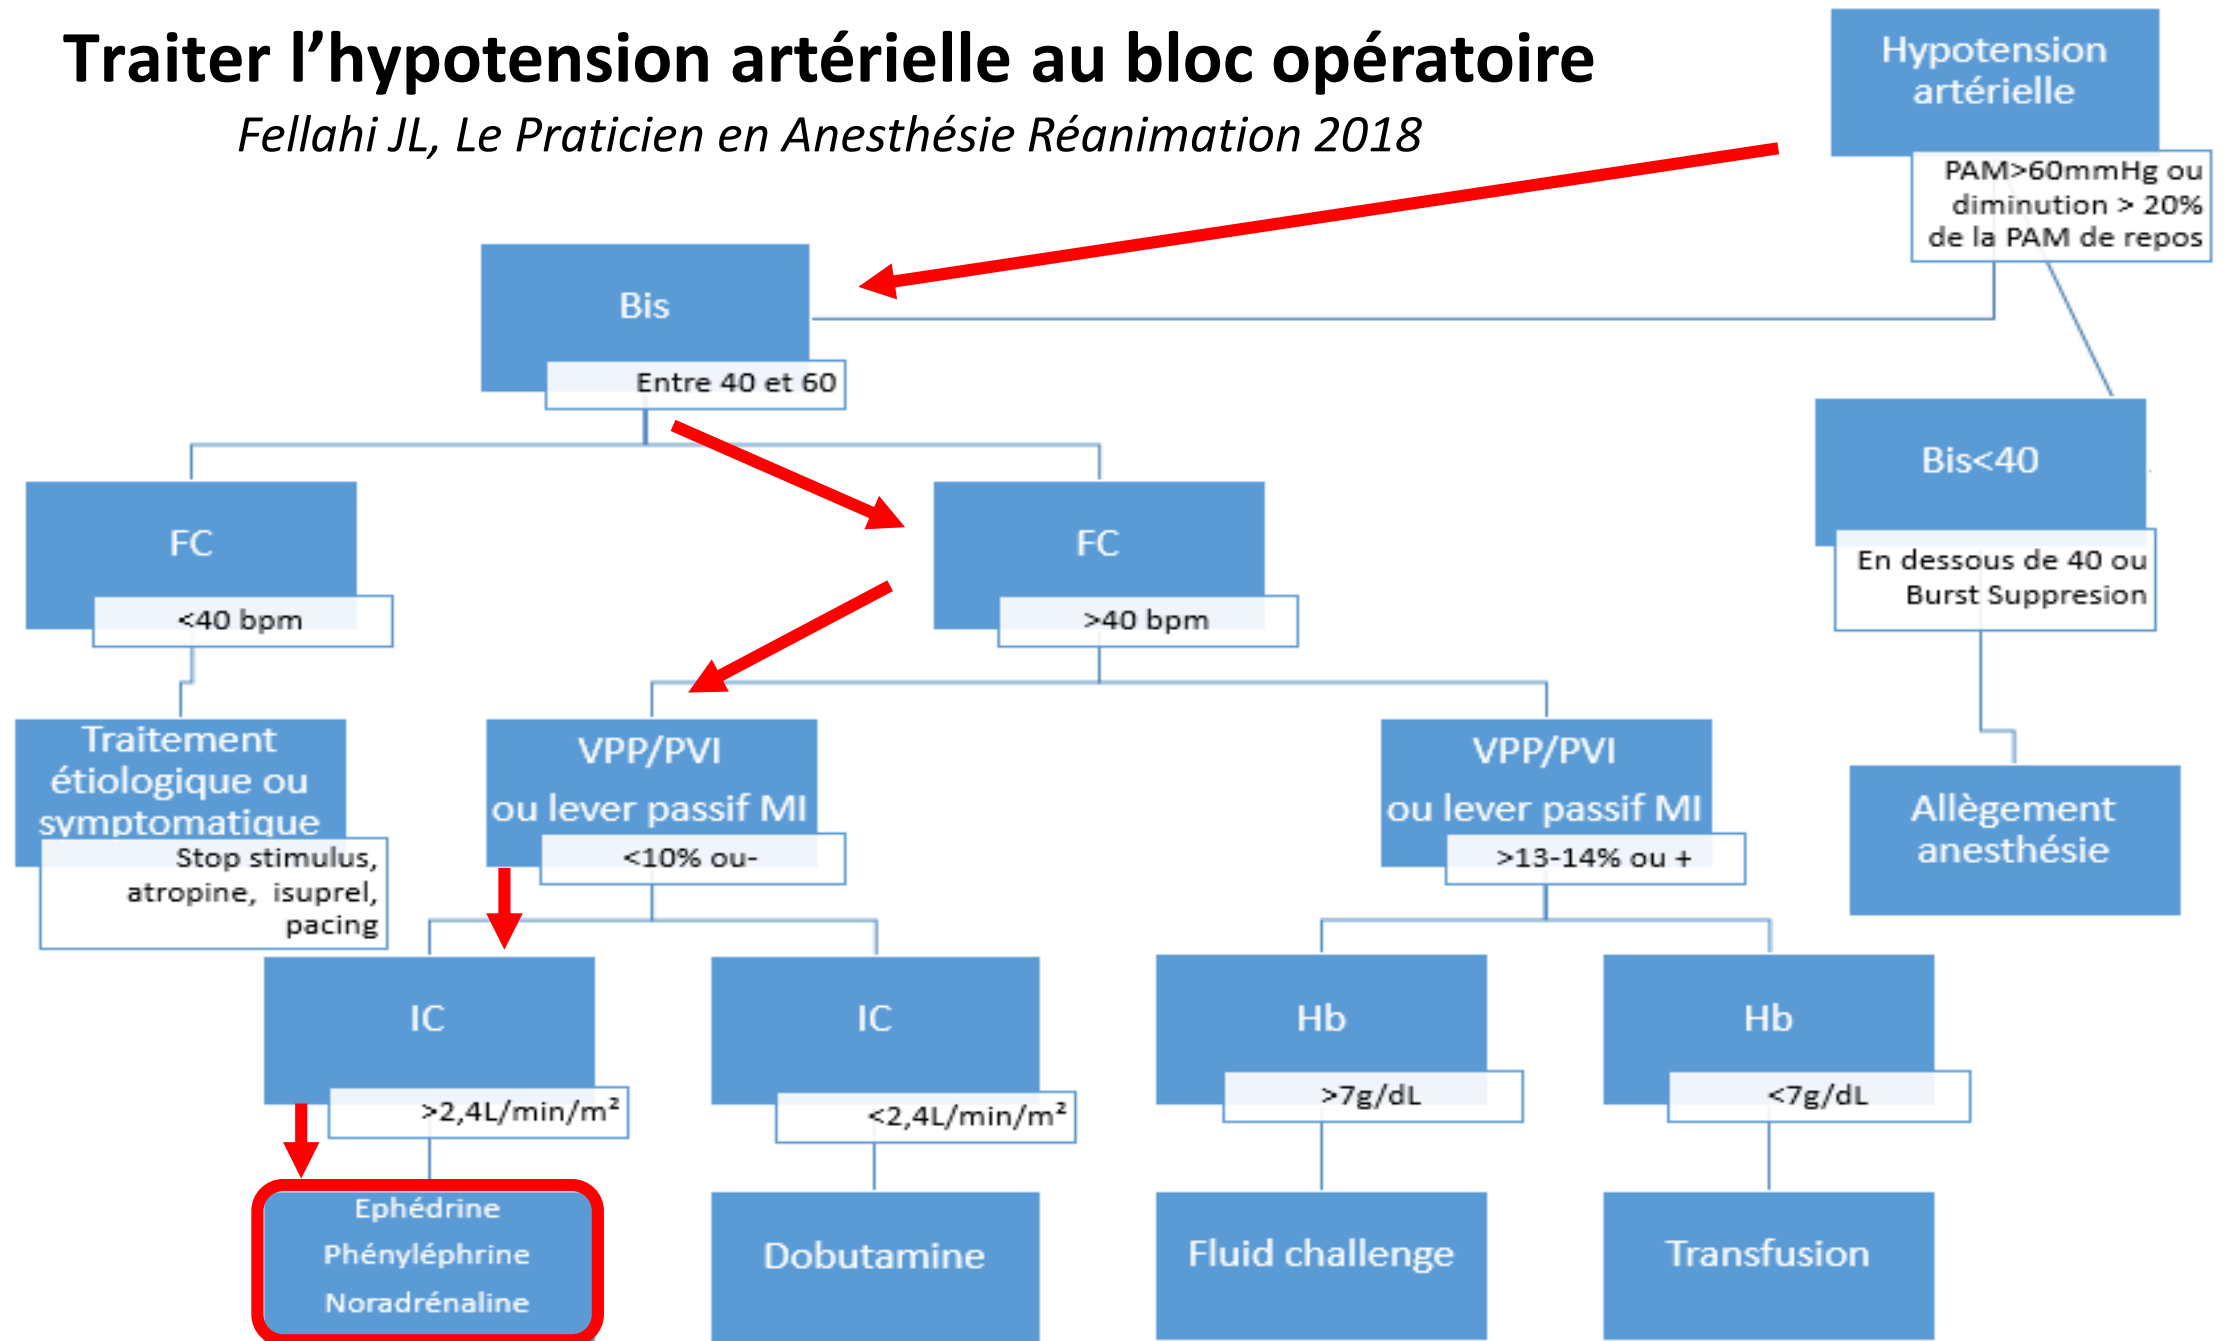 Traiter l’hypotension artérielle au bloc opératoire
Fellahi JL, Le Praticien en Anesthésie Réanimation 2018
Hypotension
artérielle
PAM>60mmHg ou
diminution > 20%
de la PAM de repos
Bis
Entre 40 et 60
Bis<40
En dessous de 40 ou
Burst Suppresion
FC
<40 bpm
FC
>40 bpm
Traitement
étiologique ou
symptomatique
Stop stimulus,
atropine, isuprel,
pacing
VPP/PVI
ou lever passif MI
<10% ou-
VPP/PVI
ou lever passif MI
>13-14% ou +
Allègement
anesthésie
IC
>2,4L/min/m²
IC
<2,4L/min/m²
Hb
>7g/dL
Hb
<7g/dL
Ephédrine
Phényléphrine
Noradrénaline
Dobutamine
Fluid challenge
Transfusion